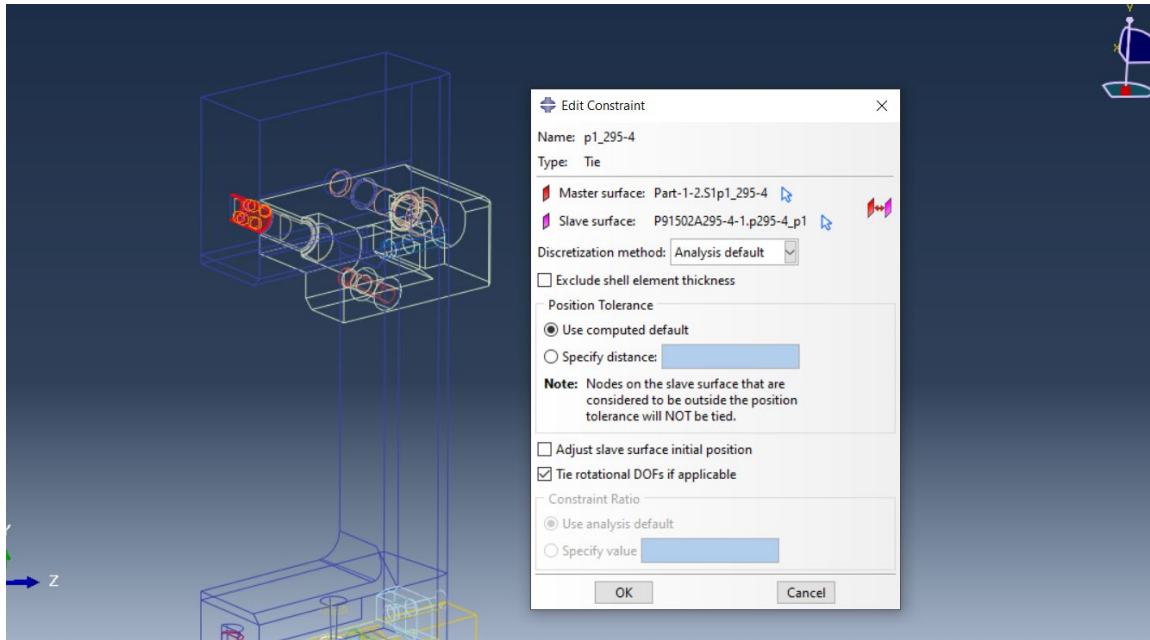 Y
X
Edit Constraint
Name: p1_295-4
Type: Tie
Master surface: Part-1-2.S1p1_295-4
Slave surface: P91502A295-4-1.p295-4_p1
Discretization method: Analysis default
Exclude shell element thickness
Position Tolerance
Use computed default
Specify distance:
Note: Nodes on the slave surface that are
considered to be outside the position
tolerance will NOT be tied.
Adjust slave surface initial position
Tie rotational DOFs if applicable
Constraint Ratio
Use analysis default
Specify value
OK Cancel
Y
Z